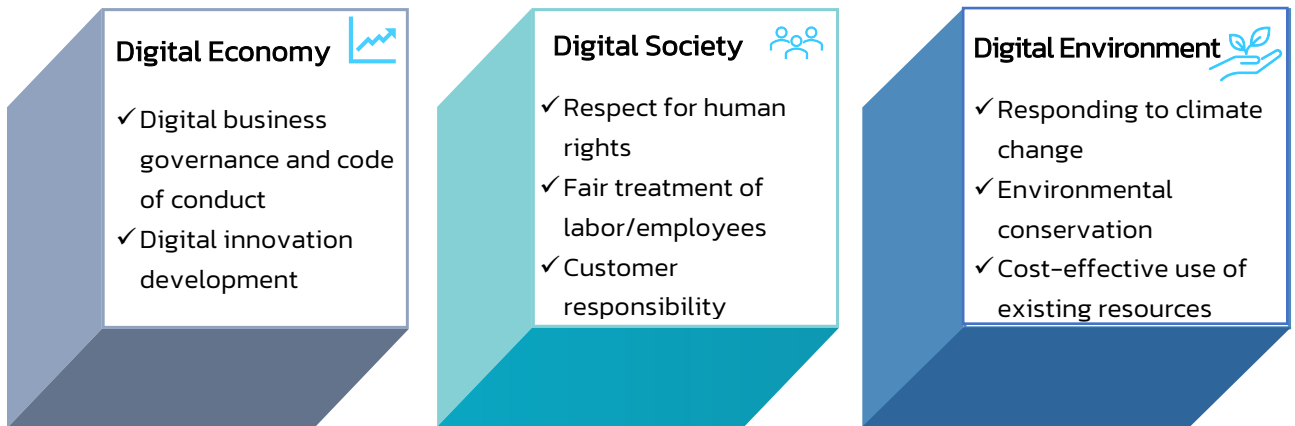 Digital Economy
✓ Digital business
governance and code
of conduct
✓ Digital innovation
development
Digital Society
✓ Respect for human
rights
✓ Fair treatment of
labor/employees
✓ Customer
responsibility
Digital Environment
✓ Responding to climate
change
✓ Environmental
conservation
✓ Cost-effective use of
existing resources